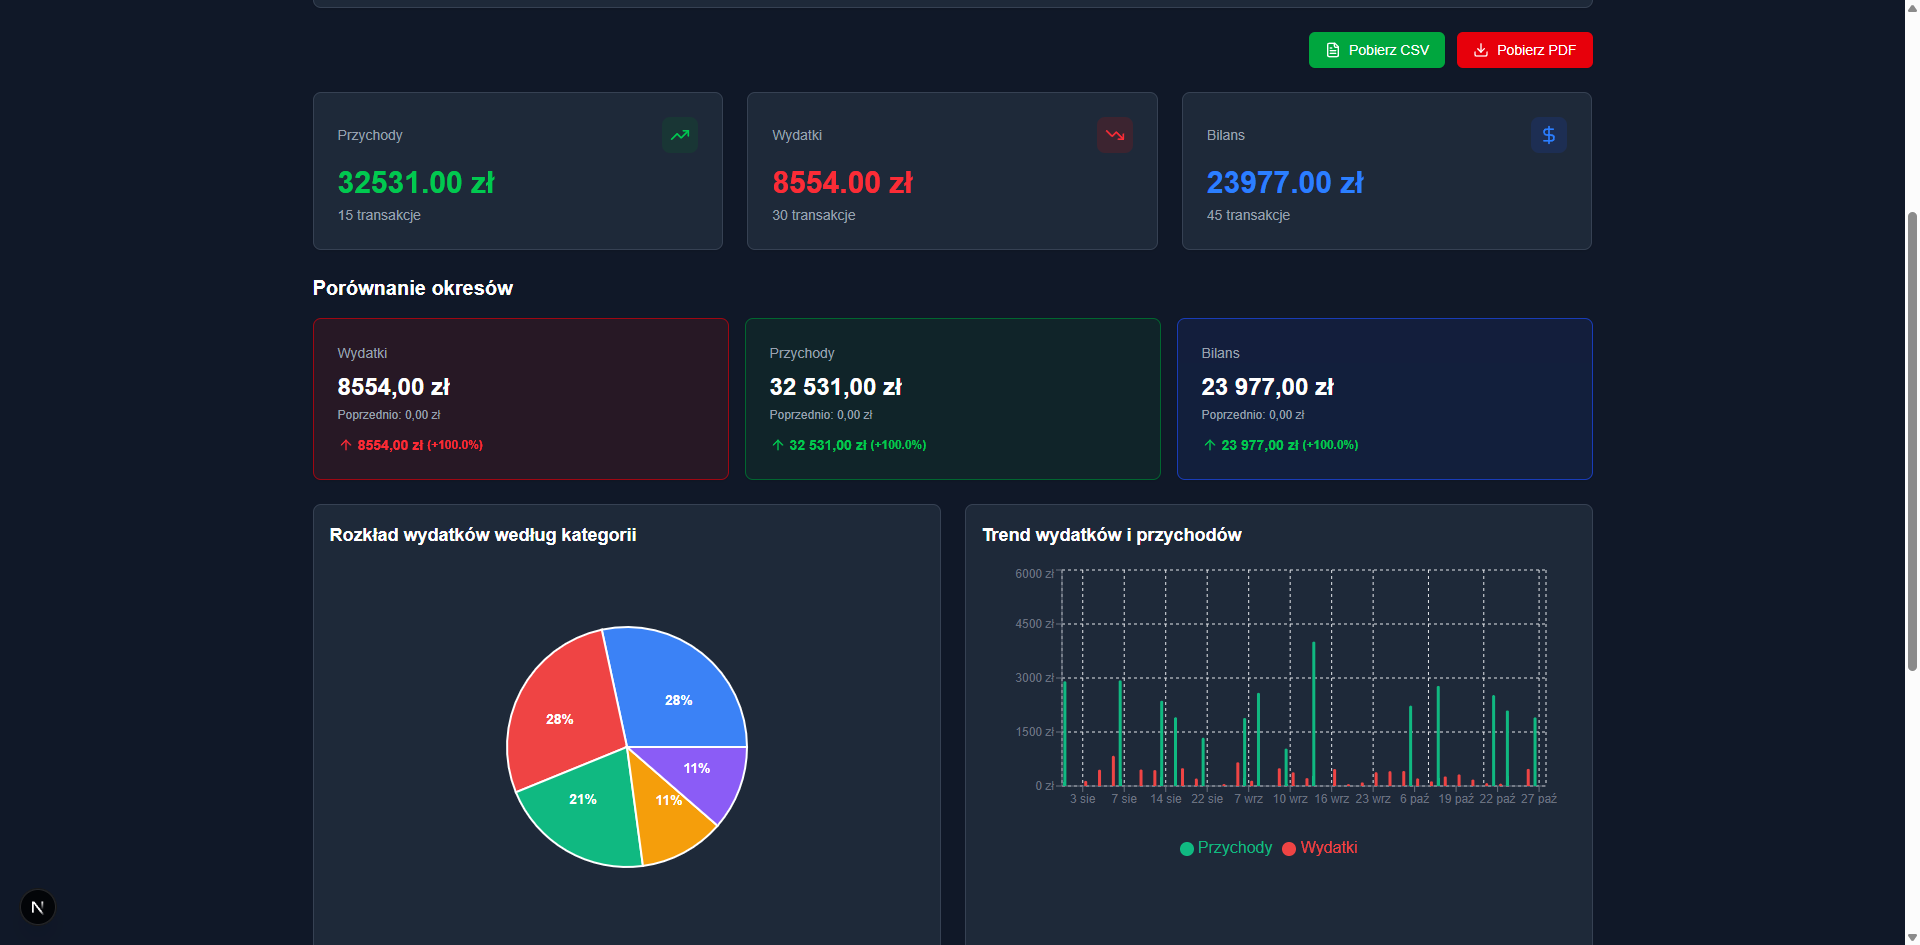 Pobierz CSV
Pobierz PDF
Przychody
32531.00 zł
15 transakcje
Wydatki
8554.00 zł
30 transakcje
Bilans
23977.00 zł
45 transakcje
Porównanie okresów
Wydatki
8554,00 zł
Poprzednio: 0,00 zł
8554,00 zł (+100.0%)
Przychody
32 531,00 zł
Poprzednio: 0,00 zł
32 531,00 zł (+100.0%)
Bilans
23 977,00 zł
Poprzednio: 0,00 zł
23 977,00 zł (+100.0%)
Rozkład wydatków według kategorii
28%
28%
21%
11%
11%
Trend wydatków i przychodów
6000 zł
4500 zł
3000 zł
1500 zł
0 zł
3 sie 7 sie 14 sie 22 sie 7 wrz 10 wrz 16 wrz 23 wrz 6 paź 19 paź 22 paź 27 paź
Przychody Wydatki
N